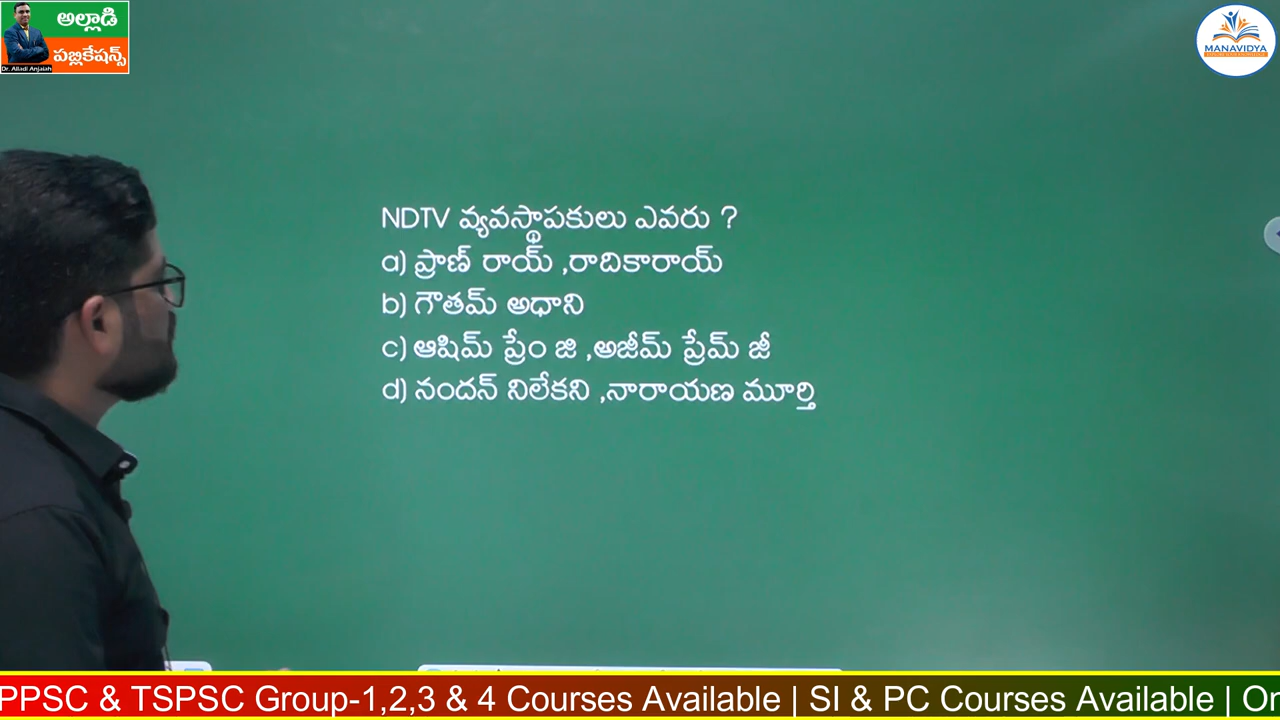 అల్లాడి
పబ్లికేషన్స్
Dr. Alladi Anjaiah
MANAVIDYA
NDTV వ్యవస్థాపకులు ఎవరు ?
a) ప్రాణ్ రాయ్ ,రాదికారాయ్
b) గౌతమ్ అధాని
c) ఆషిమ్ ప్రేం జి ,అజీమ్ ప్రేమ్ జీ
d) నందన్ నిలేకని ,నారాయణ మూర్తి
PPSC & TSPSC Group-1,2,3 & 4 Courses Available | SI & PC Courses Available | On